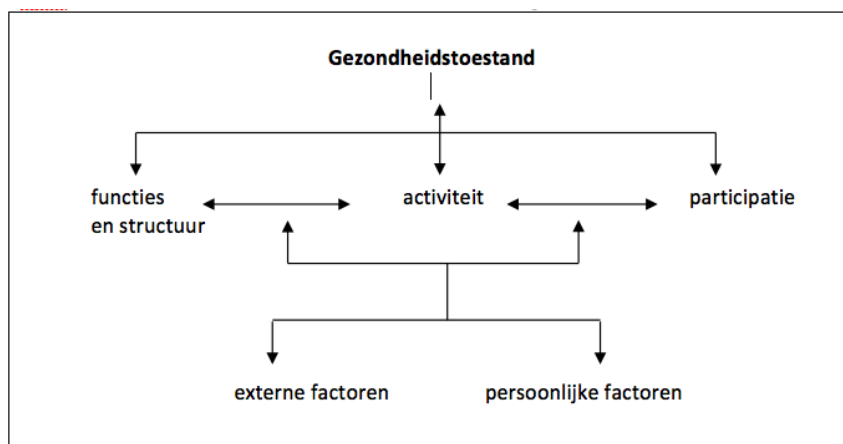 Gezondheidstoestand
functies
en structuur
activiteit
participatie
externe factoren
persoonlijke factoren